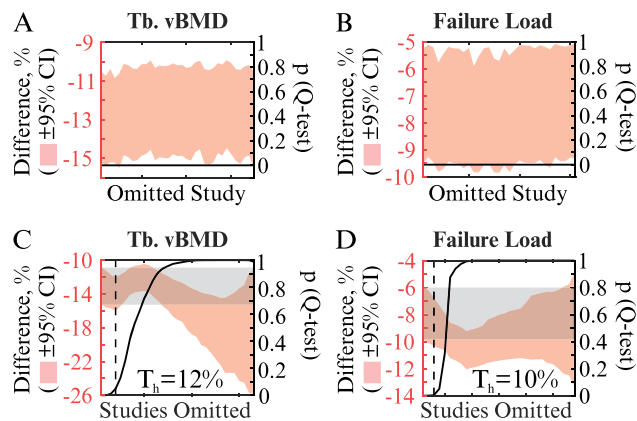 A
Tb. vBMD
Difference, %
( ±95% CI)
-9
-11
-13
-15
1
0.8
0.6
0.4
0.2
0
p (Q-test)
Omitted Study
B
Failure Load
Difference, %
( ±95% CI)
-5
-6
-7
-8
-9
-10
1
0.8
0.6
0.4
0.2
0
p (Q-test)
Omitted Study
C
Tb. vBMD
Difference, %
( ±95% CI)
-10
-14
-18
-22
-26
1
0.8
0.6
0.4
0.2
0
p (Q-test)
Th=12%
Studies Omitted
D
Failure Load
Difference, %
( ±95% CI)
-4
-6
-8
-10
-12
-14
1
0.8
0.6
0.4
0.2
0
p (Q-test)
Th=10%
Studies Omitted